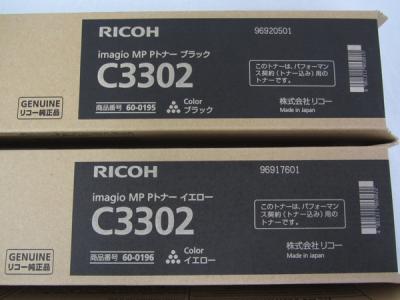 RICOH
96920501
imagio MP Pトナー ブラック
C3302
このトナーは、パフォーマン
ス契約(トナー込み)用の
トナーです。
GENUINE
リコー純正品
商品番号 60-0195
Color
ブラック
株式会社リコー
Made in Japan
RICOH
96917601
imagio MP Pトナー イエロー
C3302
このトナーは、パフォーマン
ス契約(トナー込み)用の
トナーです。
GENUINE
リコー純正品
商品番号 60-0196
Color
イエロー
株式会社リコー
Made in Japan